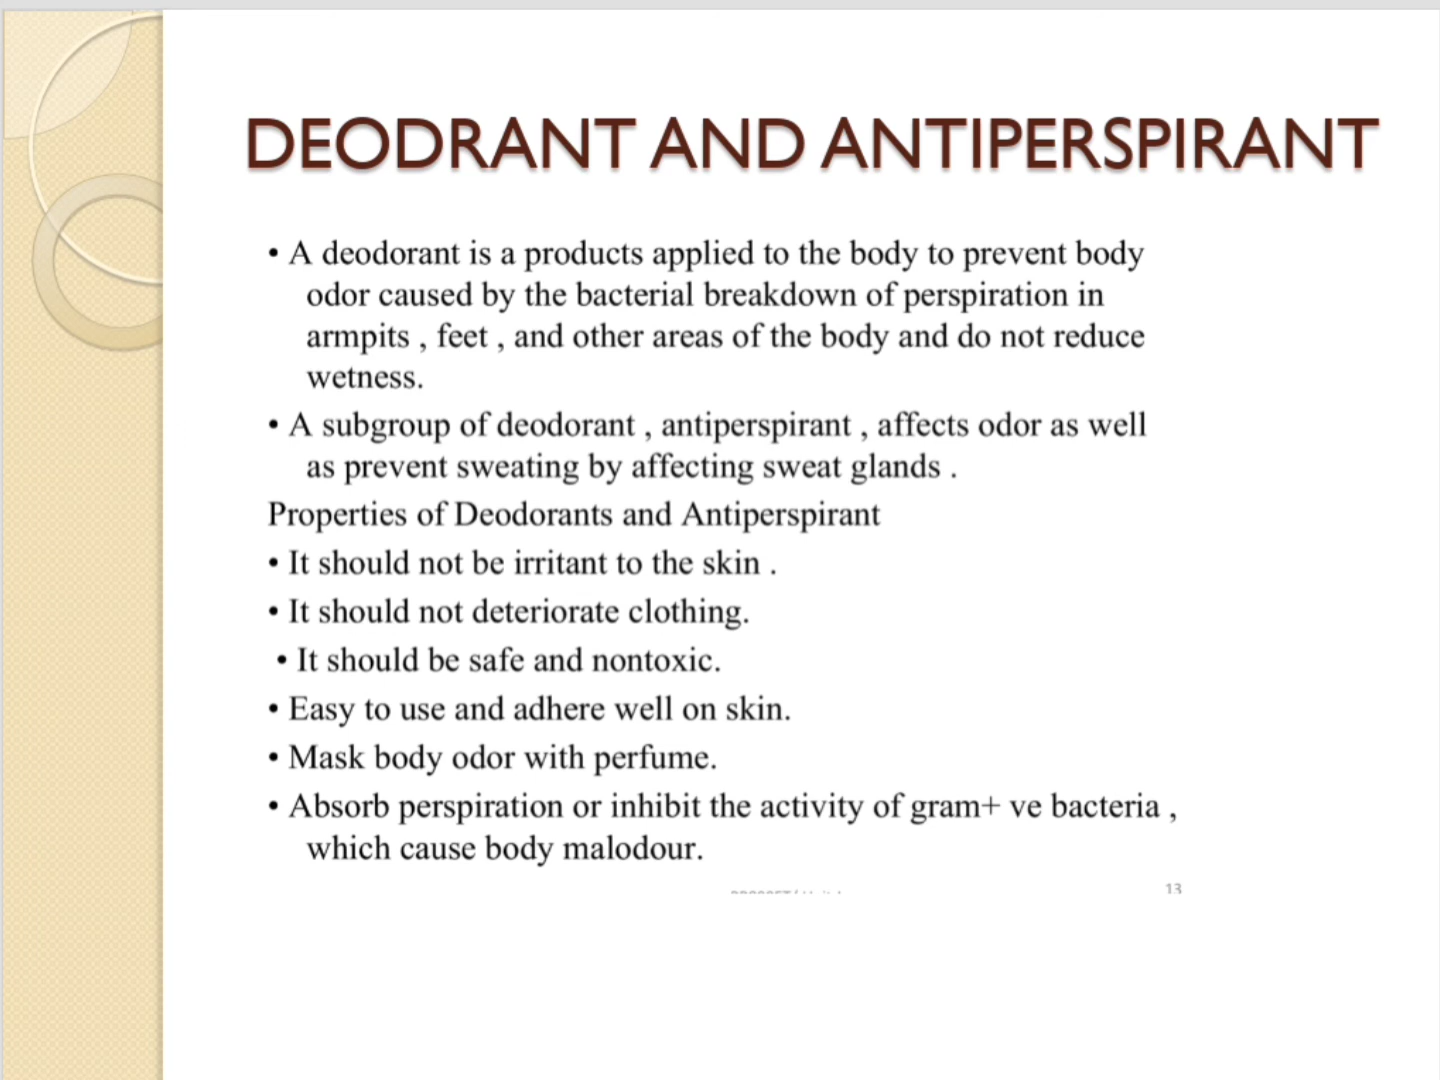 DEODRANT AND ANTIPERSPIRANT
• A deodorant is a products applied to the body to prevent body
odor caused by the bacterial breakdown of perspiration in
armpits , feet , and other areas of the body and do not reduce
wetness.
• A subgroup of deodorant , antiperspirant , affects odor as well
as prevent sweating by affecting sweat glands .
Properties of Deodorants and Antiperspirant
• It should not be irritant to the skin .
• It should not deteriorate clothing.
• It should be safe and nontoxic.
• Easy to use and adhere well on skin.
• Mask body odor with perfume.
• Absorb perspiration or inhibit the activity of gram+ ve bacteria ,
which cause body malodour.
13